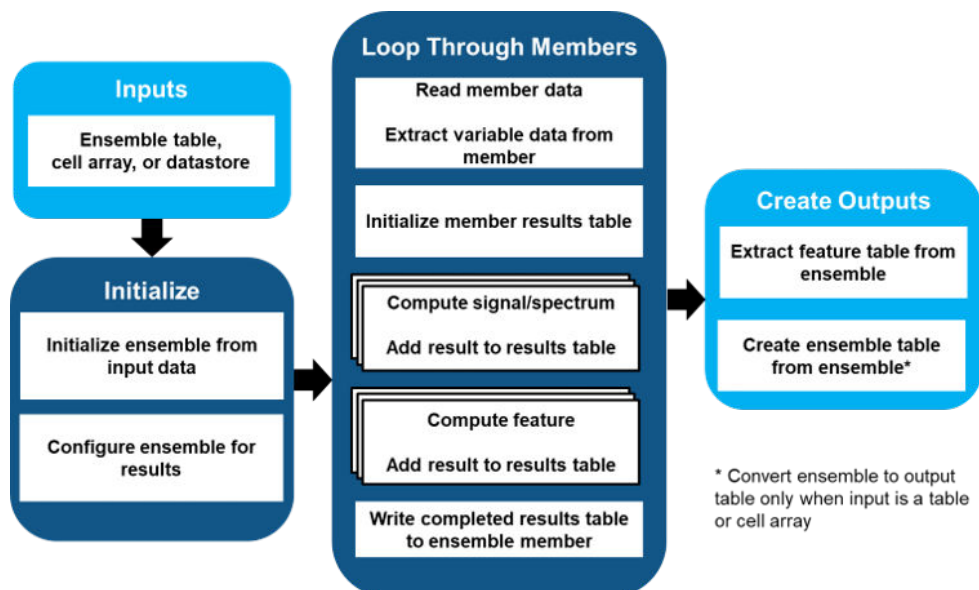 Inputs
Ensemble table,
cell array, or datastore
Initialize
Initialize ensemble from
input data
Configure ensemble for
results
Loop Through Members
Read member data
Extract variable data from
member
Initialize member results table
Compute signal/spectrum
Add result to results table
Compute feature
Add result to results table
Write completed results table
to ensemble member
Create Outputs
Extract feature table from
ensemble
Create ensemble table
from ensemble*
* Convert ensemble to output
table only when input is a table
or cell array